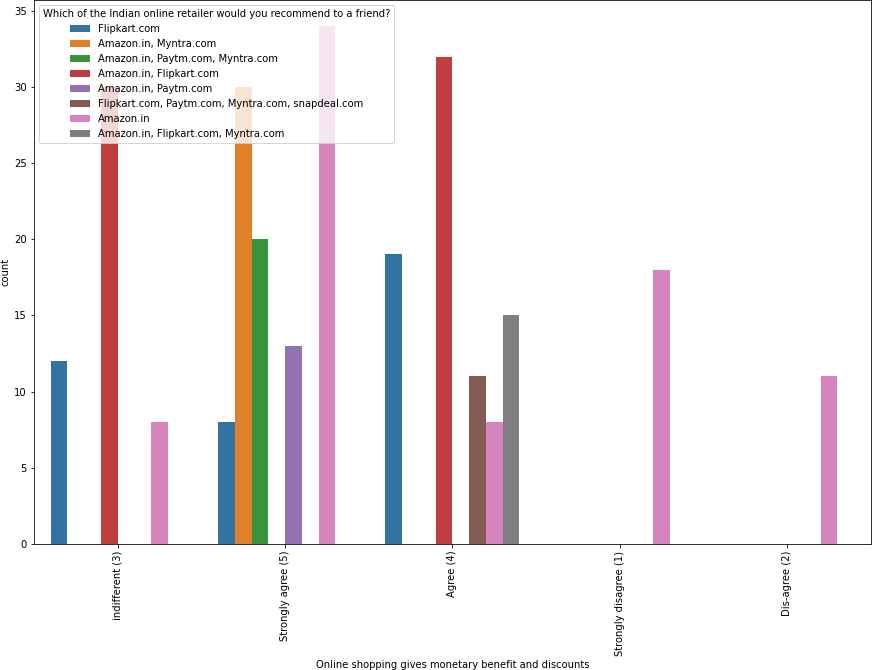 Which of the Indian online retailer would you recommend to a friend?
Flipkart.com
Amazon.in, Myntra.com
Amazon.in, Paytm.com, Myntra.com
Amazon.in, Flipkart.com
Amazon.in, Paytm.com
Flipkart.com, Paytm.com, Myntra.com, snapdeal.com
Amazon.in
Amazon.in, Flipkart.com, Myntra.com
35
30
25
20
15
10
5
0
count
indifferent (3)
Strongly agree (5)
Agree (4)
Strongly disagree (1)
Dis-agree (2)
Online shopping gives monetary benefit and discounts